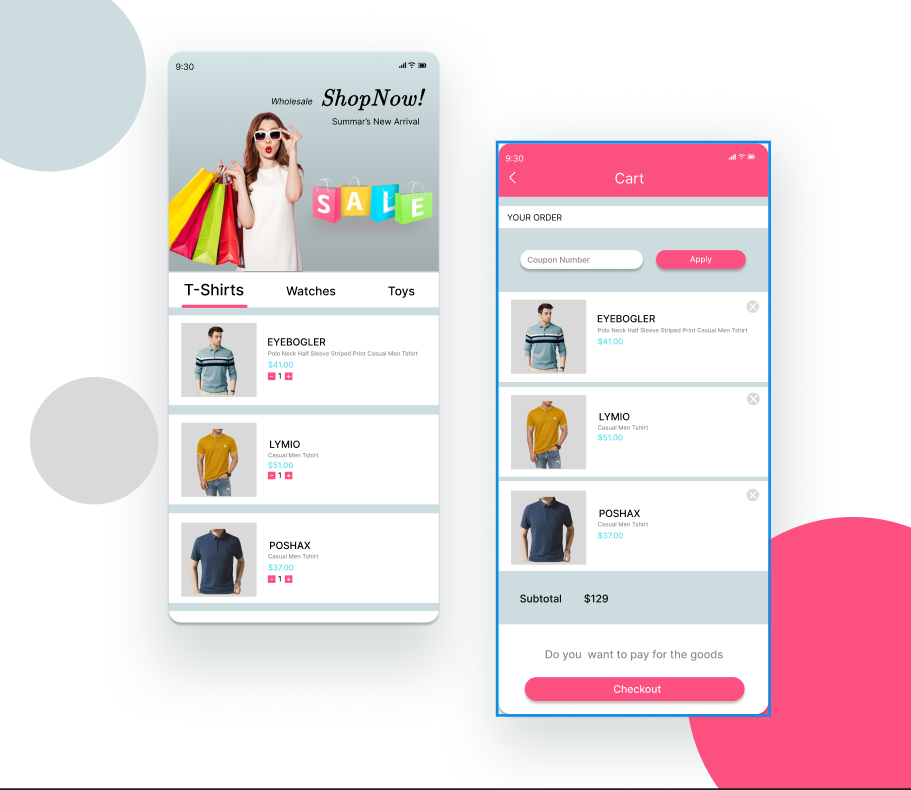 9:30
Wholesale ShopNow!
Summar's New Arrival
SALE
T-Shirts Watches Toys
EYEBOGLER
Polo Neck Half Sleeve Striped Print Casual Men Tshirt
$41.00
- 1 +
LYMIO
Casual Men Tshirt
$51.00
- 1 +
POSHAX
Casual Men Tshirt
$37.00
- 1 +
9:30
Cart
YOUR ORDER
Coupon Number Apply
EYEBOGLER
Polo Neck Half Sleeve Striped Print Casual Men Tshirt
$41.00
LYMIO
Casual Men Tshirt
$51.00
POSHAX
Casual Men Tshirt
$37.00
Subtotal $129
Do you want to pay for the goods
Checkout